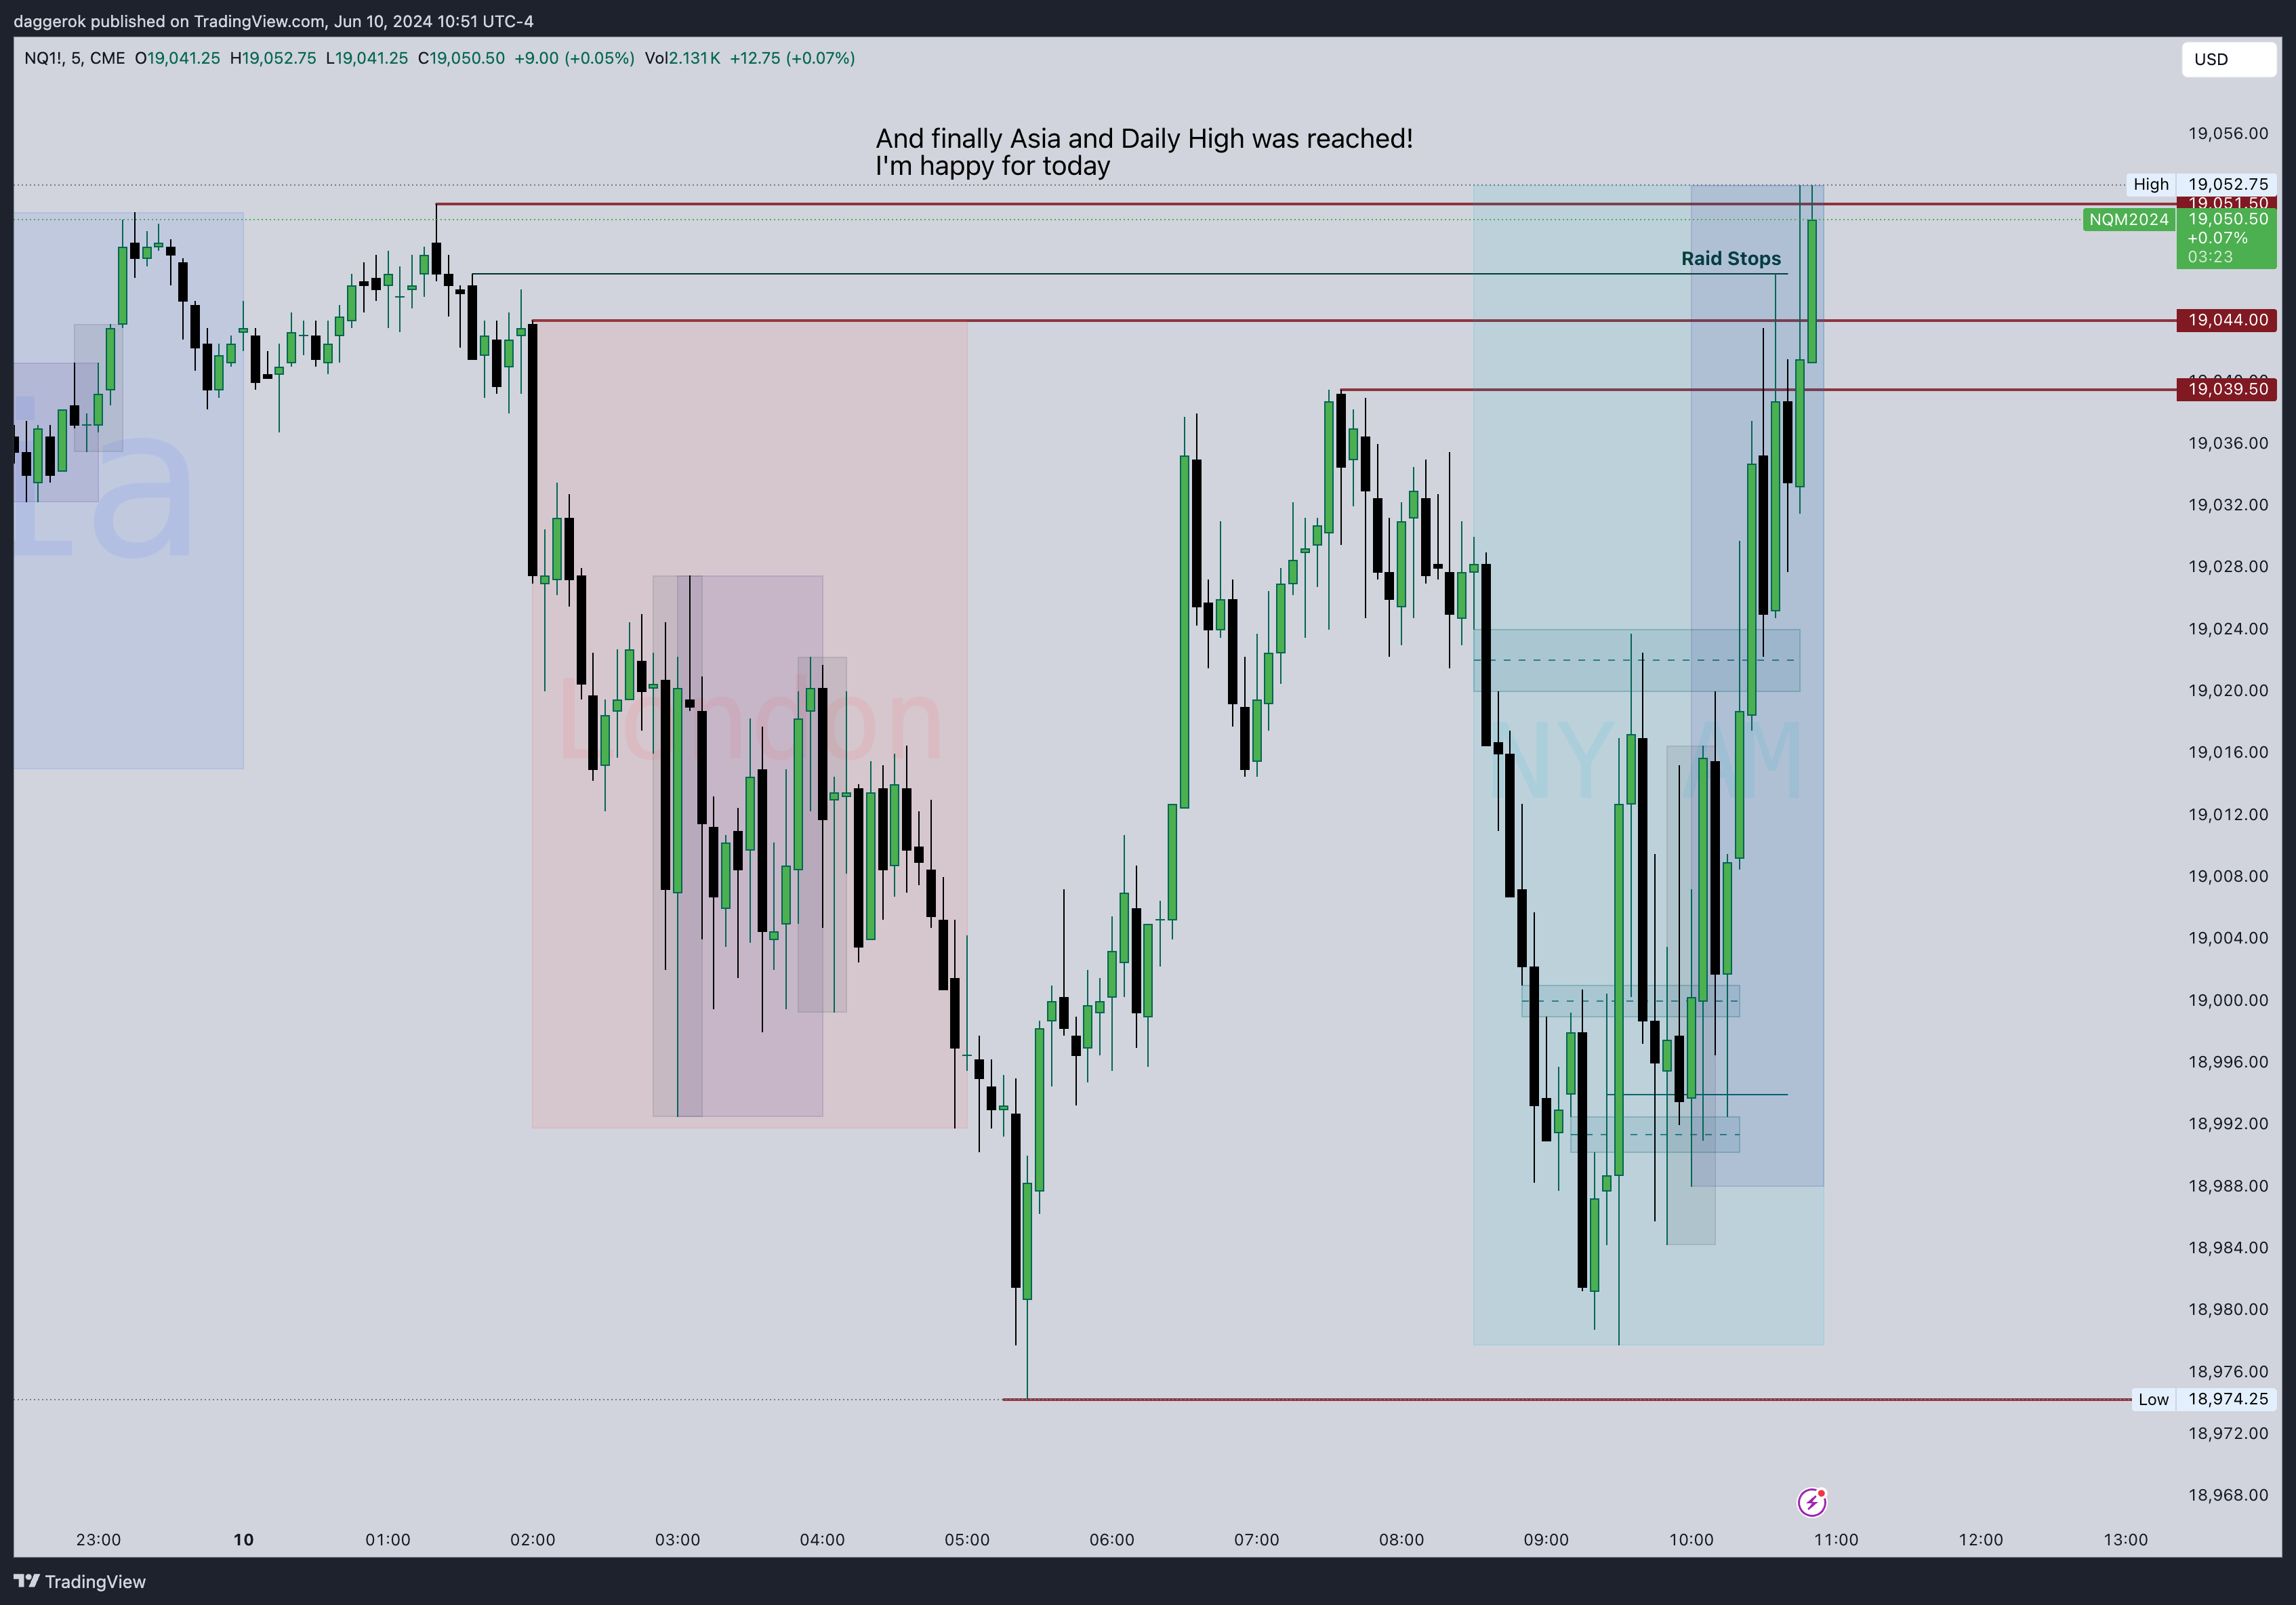 daggerok published on TradingView.com, Jun 10, 2024 10:51 UTC-4
NQ1!, 5, CME O19,041.25 H19,052.75 L19,041.25 C19,050.50 +9.00 (+0.05%) Vol2.131K +12.75 (+0.07%)
USD
And finally Asia and Daily High was reached!
I'm happy for today
19,056.00
High 19,052.75
19,051.50
NQM2024 19,050.50
+0.07%
03:23
Raid Stops
19,044.00
19,039.50
19,036.00
ia
19,032.00
19,028.00
19,024.00
19,020.00
London
NY AM
19,016.00
19,012.00
19,008.00
19,004.00
19,000.00
18,996.00
18,992.00
18,988.00
18,984.00
18,980.00
18,976.00
Low 18,974.25
18,972.00
18,968.00
23:00 10 01:00 02:00 03:00 04:00 05:00 06:00 07:00 08:00 09:00 10:00 11:00 12:00 13:00
TradingView